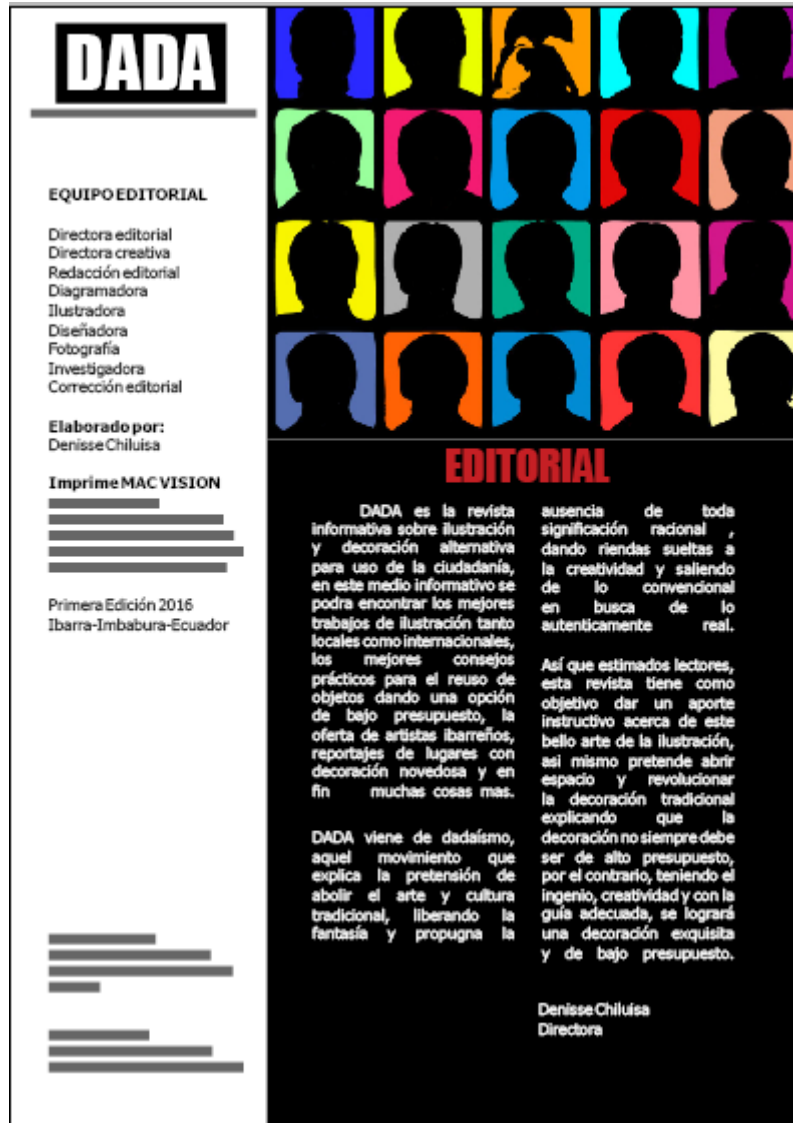 DADA
EQUIPO EDITORIAL
Directora editorial
Directora creativa
Redacción editorial
Diagramadora
Ilustradora
Diseñadora
Fotografía
Investigadora
Corrección editorial
Elaborado por:
Denisse Chiluisa
Imprime MAC VISION
Primera Edición 2016
Ibarra-Imbabura-Ecuador
EDITORIAL
DADA es la revista
informativa sobre ilustración
y decoración alternativa
para uso de la ciudadanía,
en este medio informativo se
podra encontrar los mejores
trabajos de ilustración tanto
locales como internacionales,
los mejores consejos
prácticos para el reuso de
objetos dando una opción
de bajo presupuesto, la
oferta de artistas ibarreños,
reportajes de lugares con
decoración novedosa y en
fin muchas cosas mas.
DADA viene de dadaísmo,
aquel movimiento que
explica la pretensión de
abolir el arte y cultura
tradicional, liberando la
fantasía y propugna la
ausencia de toda
significación racional ,
dando riendas sueltas a
la creatividad y saliendo
de lo convencional
en busca de lo
autenticamente real.
Así que estimados lectores,
esta revista tiene como
objetivo dar un aporte
instructivo acerca de este
bello arte de la ilustración,
asi mismo pretende abrir
espacio y revolucionar
la decoración tradicional
explicando que la
decoración no siempre debe
ser de alto presupuesto,
por el contrario, teniendo el
ingenio, creatividad y con la
guía adecuada, se logrará
una decoración exquisita
y de bajo presupuesto.
Denisse Chiluisa
Directora